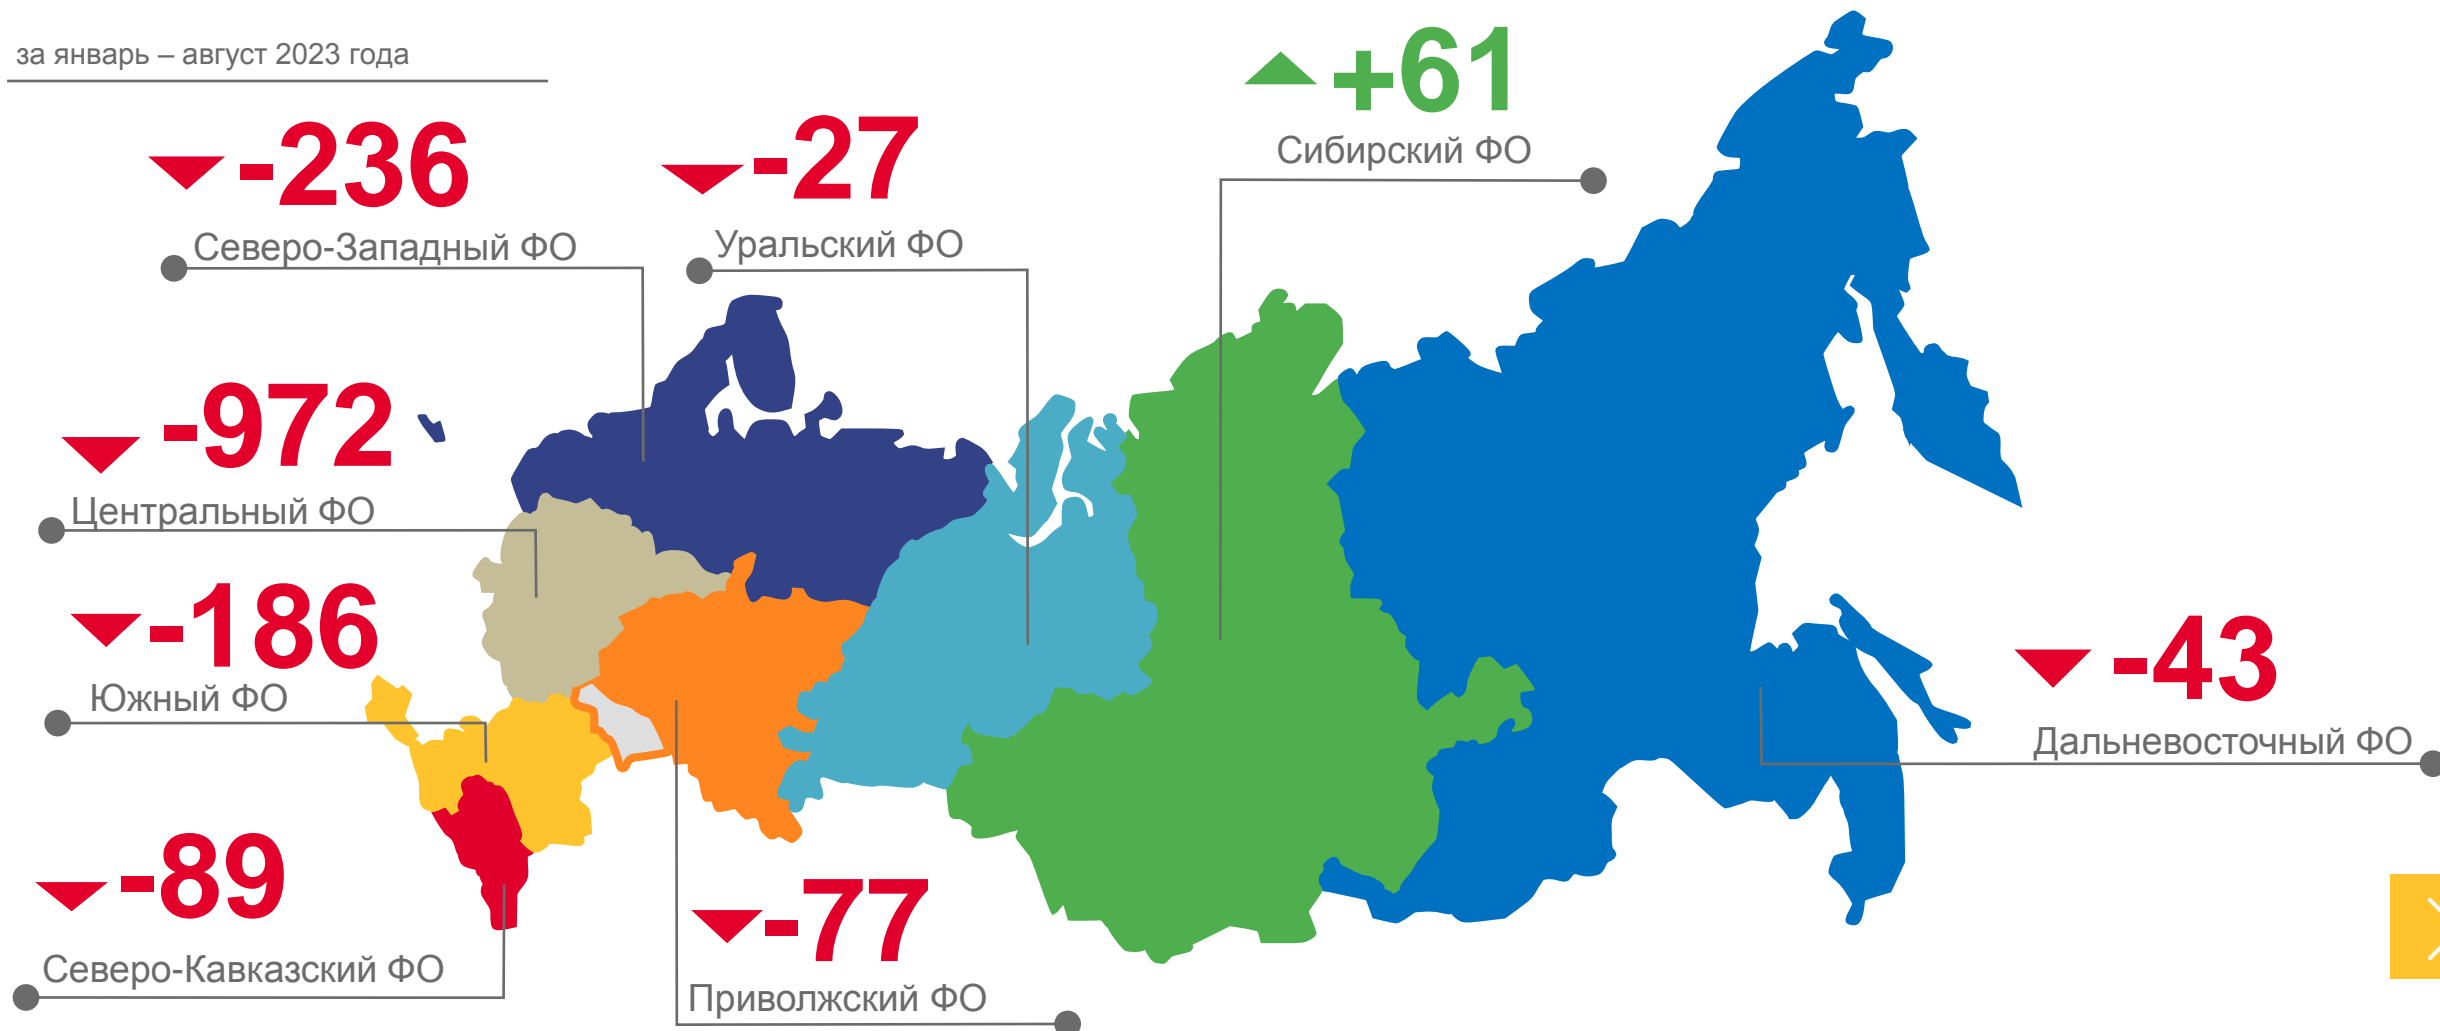 за январь – август 2023 года
-236
Северо-Западный ФО
-27
Уральский ФО
+61
Сибирский ФО
-972
Центральный ФО
-186
Южный ФО
-43
Дальневосточный ФО
-89
Северо-Кавказский ФО
-77
Приволжский ФО